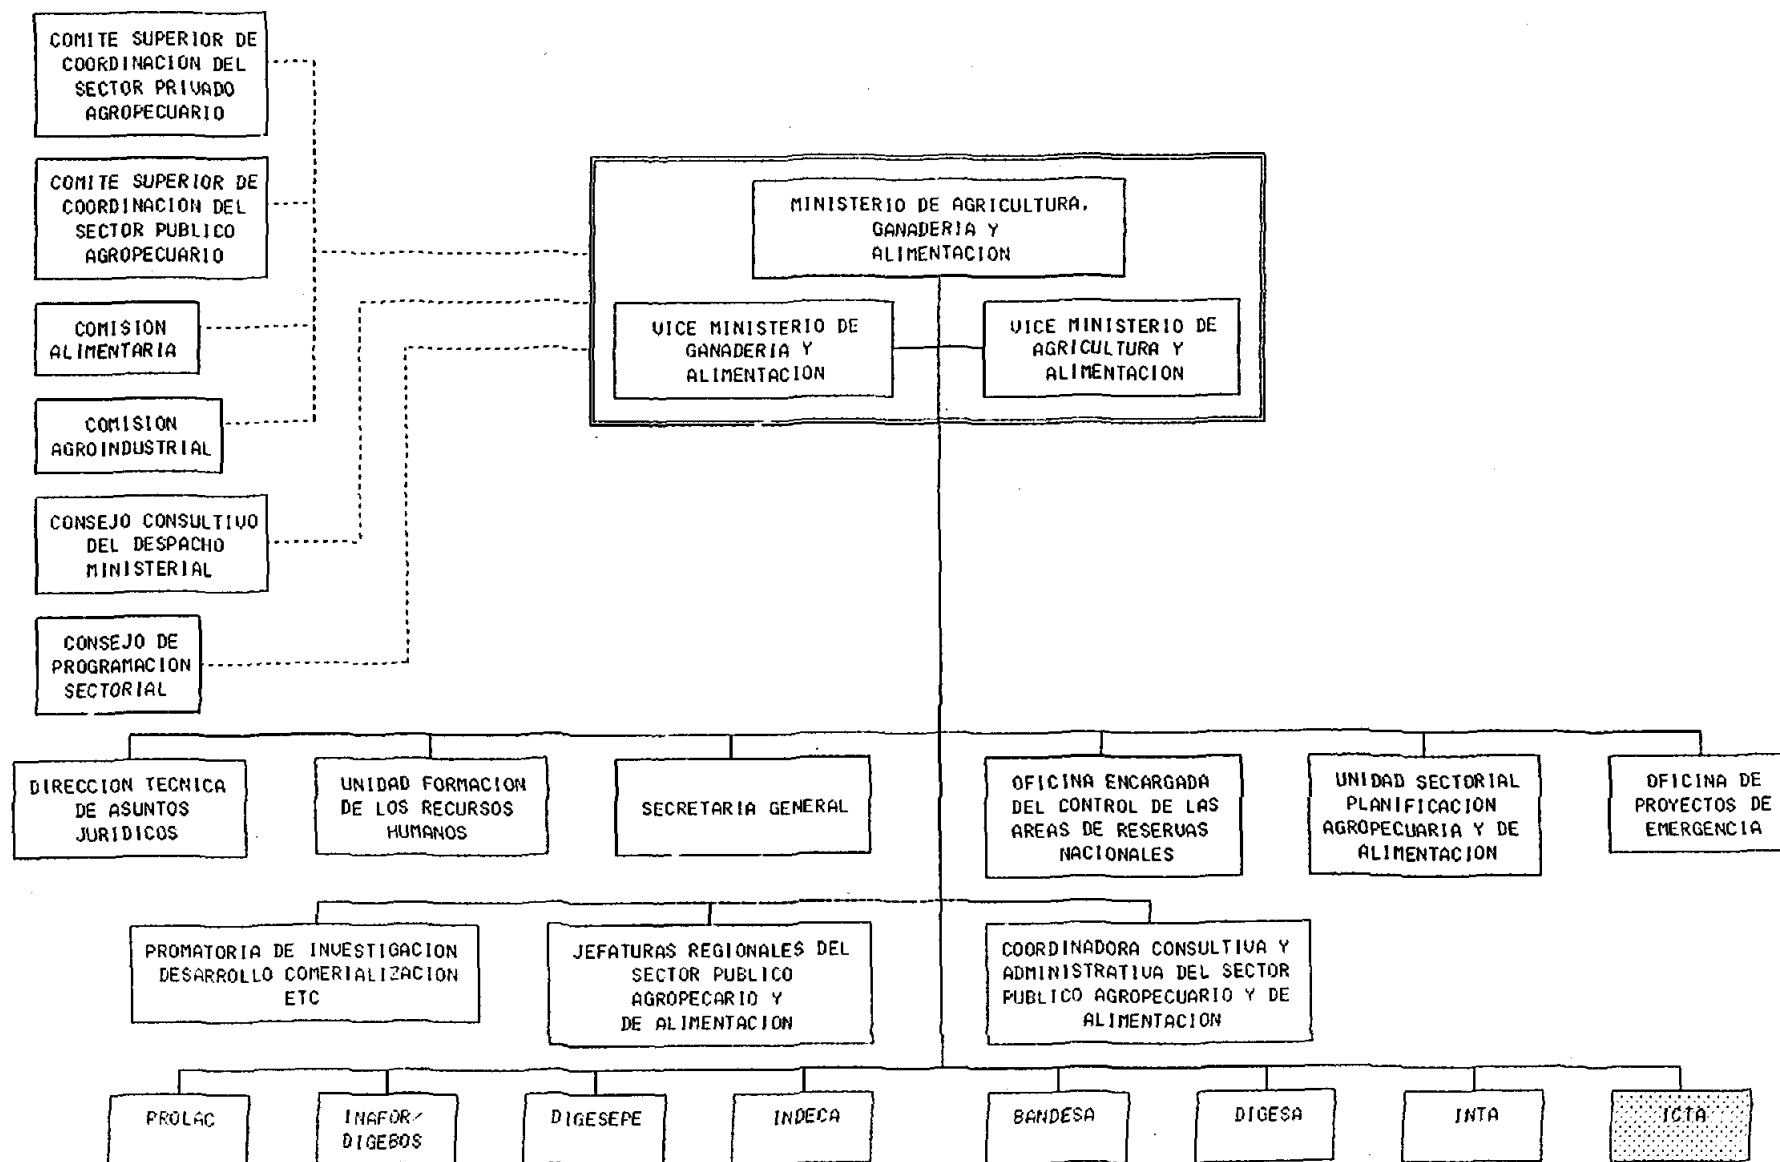 COMITE SUPERIOR DE
COORDINACION DEL
SECTOR PRIVADO
AGROPECUARIO
COMITE SUPERIOR DE
COORDINACION DEL
SECTOR PUBLICO
AGROPECUARIO
COMISION
ALIMENTARIA
COMISION
AGROINDUSTRIAL
CONSEJO CONSULTIVO
DEL DESPACHO
MINISTERIAL
CONSEJO DE
PROGRAMACION
SECTORIAL
MINISTERIO DE AGRICULTURA,
GANADERIA Y
ALIMENTACION
VICE MINISTERIO DE
GANADERIA Y
ALIMENTACION
VICE MINISTERIO DE
AGRICULTURA Y
ALIMENTACION
DIRECCION TECNICA
DE ASUNTOS
JURIDICOS
UNIDAD FORMACION
DE LOS RECURSOS
HUMANOS
SECRETARIA GENERAL
OFICINA ENCARGADA
DEL CONTROL DE LAS
AREAS DE RESERVAS
NACIONALES
UNIDAD SECTORIAL
PLANIFICACION
AGROPECUARIA Y DE
ALIMENTACION
OFICINA DE
PROYECTOS DE
EMERGENCIA
PROMATORIA DE INVESTIGACION
DESARROLLO COMERIALIZACION
ETC
JEFATURAS REGIONALES DEL
SECTOR PUBLICO
AGROPECARIO Y
DE ALIMENTACION
COORDINADORA CONSULTIVA Y
ADMINISTRATIVA DEL SECTOR
PUBLICO AGROPECUARIO Y DE
ALIMENTACION
PROLAC
INAFOR/
DIGEBOS
DIGESEPE
INDECA
BANDESA
DIGESA
INTA
ICTA